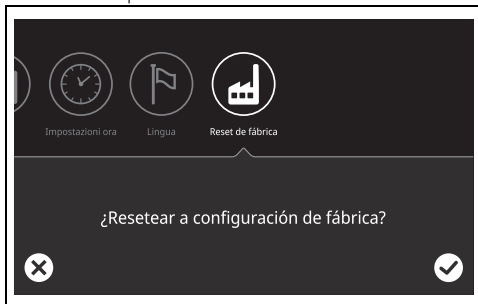 Impostazioni ora Lingua Reset de fábrica
¿Resetear a configuración de fábrica?